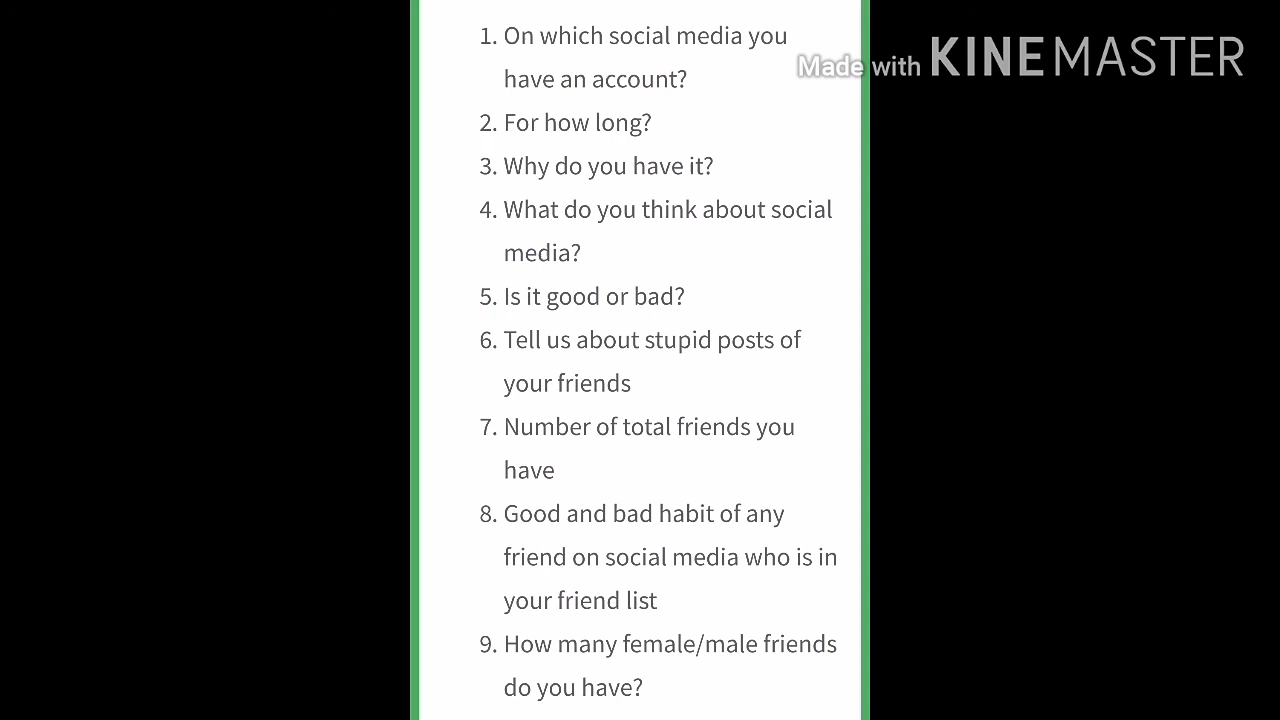 1. On which social media you
have an account?
Made with KINEMASTER
2. For how long?
3. Why do you have it?
4. What do you think about social
media?
5. Is it good or bad?
6. Tell us about stupid posts of
your friends
7. Number of total friends you
have
8. Good and bad habit of any
friend on social media who is in
your friend list
9. How many female/male friends
do you have?